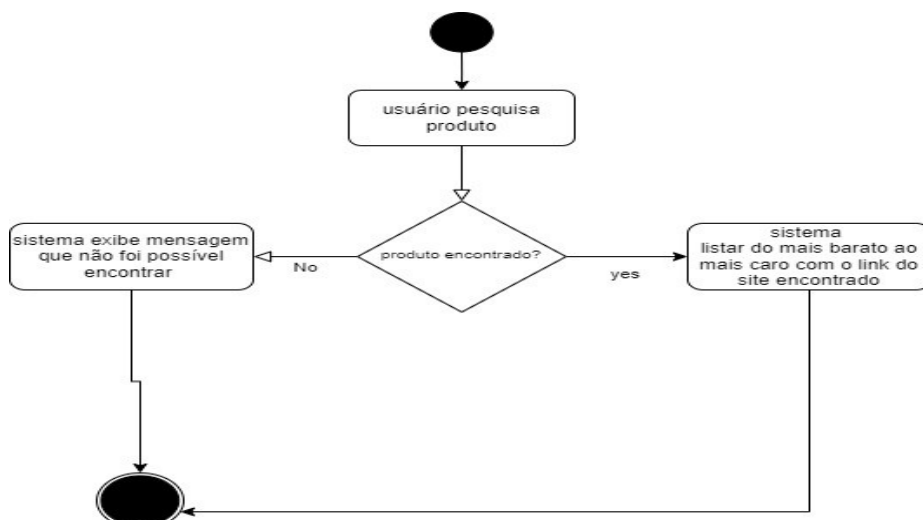 usuário pesquisa
produto
sistema exibe mensagem
que não foi possível
encontrar
No
produto encontrado?
yes
sistema
listar do mais barato ao
mais caro com o link do
site encontrado